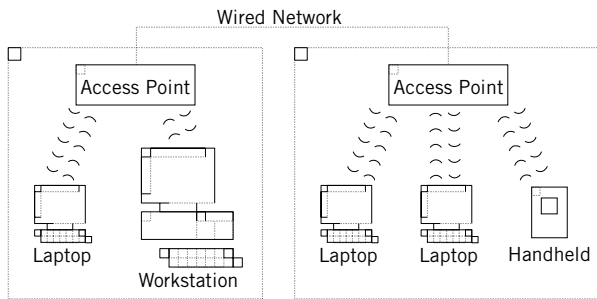 Wired Network
Access Point
Access Point
Laptop
Workstation
Laptop
Laptop
Handheld